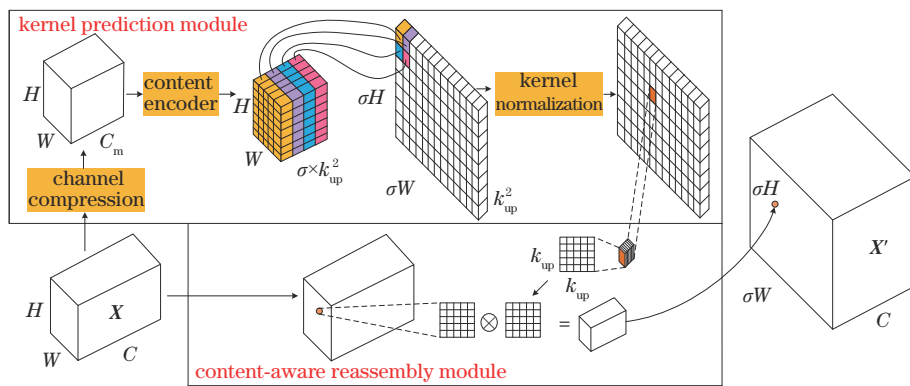 kernel prediction module
H
W
C_m
content
encoder
H
W
σ×k_up^2
σH
σW
k_up^2
kernel
normalization
channel
compression
H
W
X
C
k_up
k_up
⊗
=
content-aware reassembly module
σH
σW
X′
C